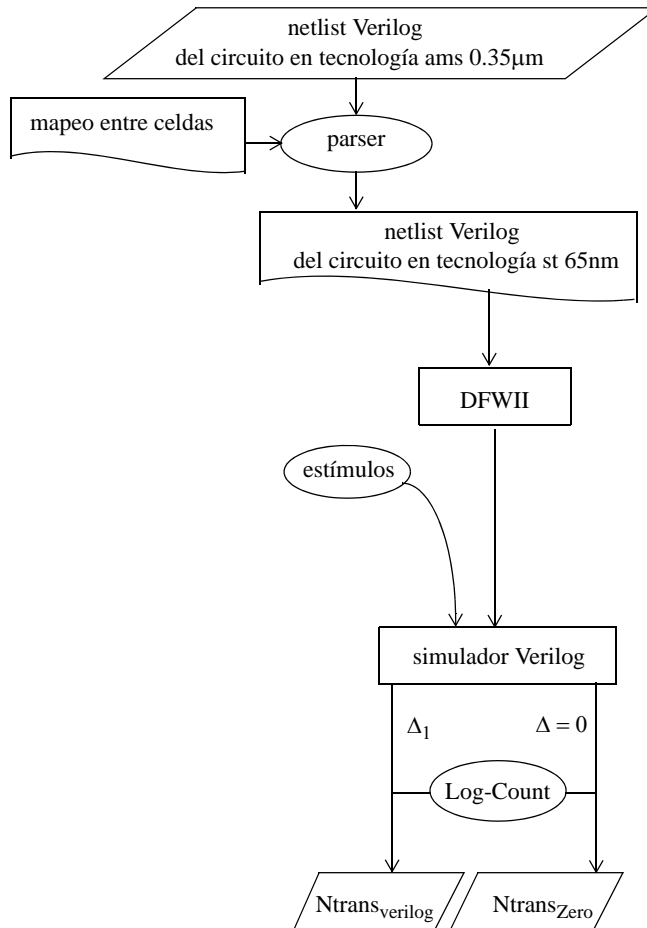 netlist Verilog
del circuito en tecnología ams 0.35μm
mapeo entre celdas
parser
netlist Verilog
del circuito en tecnología st 65nm
DFWII
estímulos
simulador Verilog
Δ1
Δ = 0
Log-Count
Ntransverilog
NtransZero